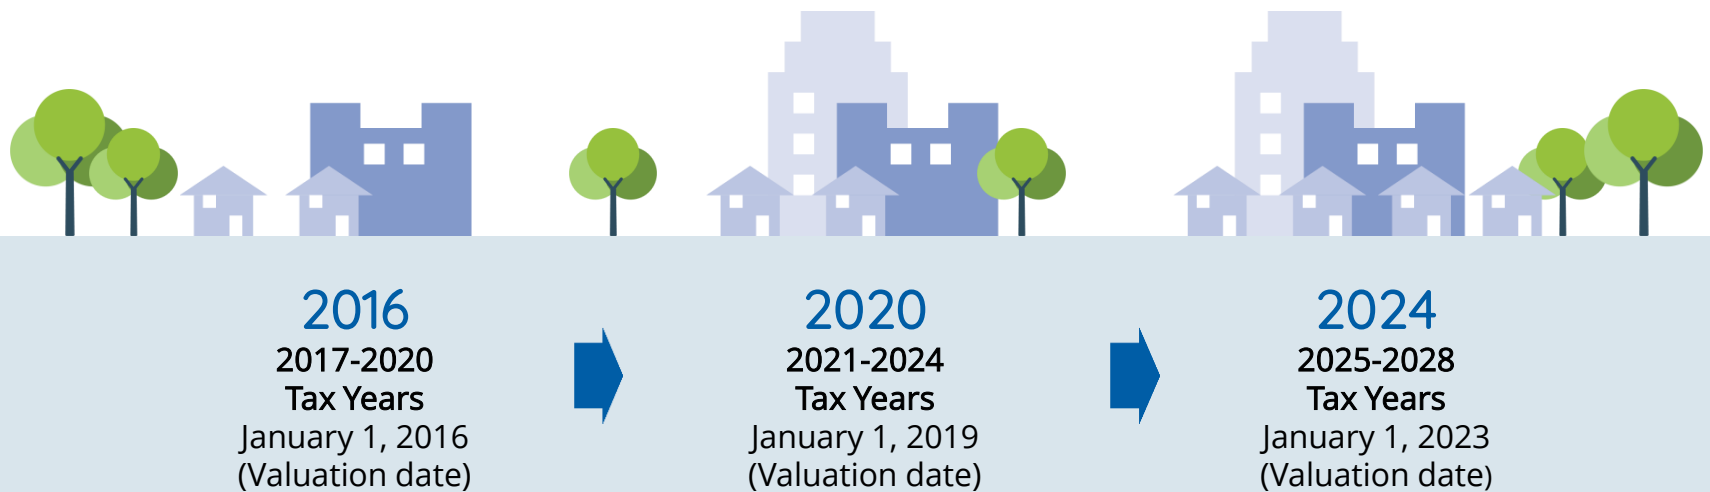 2016
2017-2020
Tax Years
January 1, 2016
(Valuation date)
2020
2021-2024
Tax Years
January 1, 2019
(Valuation date)
2024
2025-2028
Tax Years
January 1, 2023
(Valuation date)